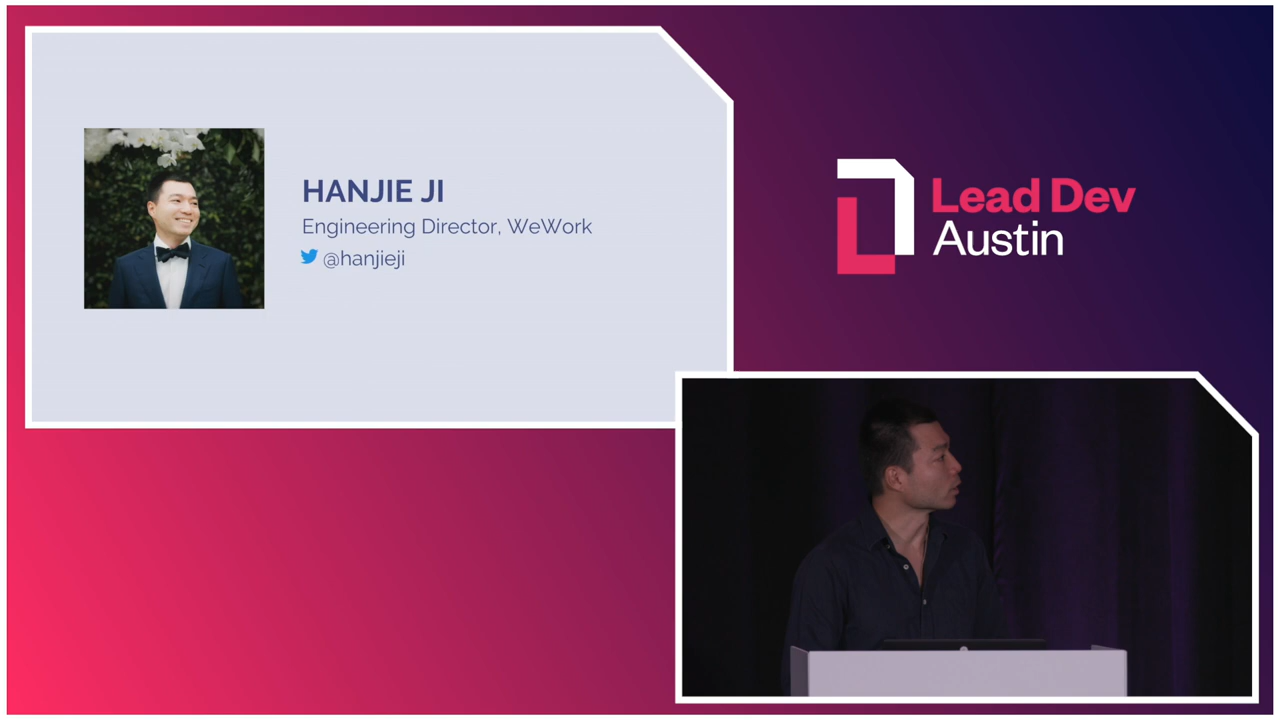 HANJIE JI
Engineering Director, WeWork
@hanjieji
Lead Dev
Austin